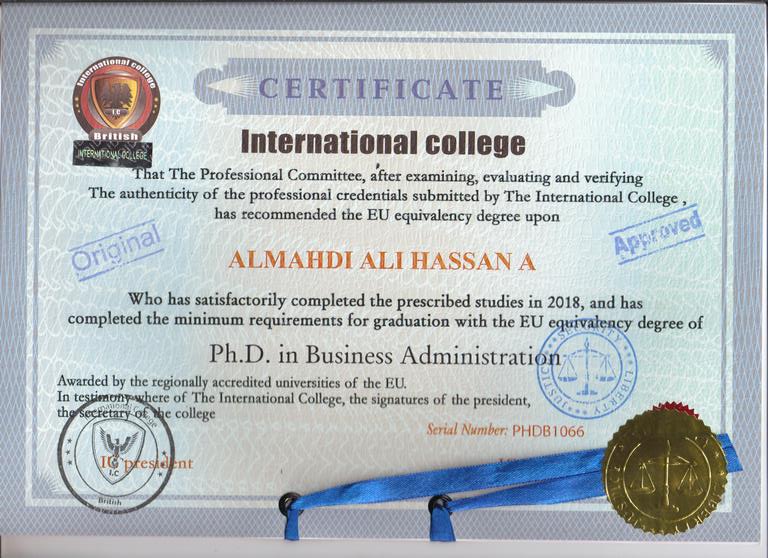 International college
I.C
British
INTERNATIONAL COLLEGE
CERTIFICATE
International college
That The Professional Committee, after examining, evaluating and verifying
The authenticity of the professional credentials submitted by The International College ,
has recommended the EU equivalency degree upon
Original
Approved
ALMAHDI ALI HASSAN A
Who has satisfactorily completed the prescribed studies in 2018, and has
completed the minimum requirements for graduation with the EU equivalency degree of
Ph.D. in Business Administration
SECURITY
JUSTICE
LIBERTY
Awarded by the regionally accredited universities of the EU.
In testimony where of The International College, the signatures of the president,
the secretary of the college
Serial Number: PHDB1066
International College
I.C
British
IC president